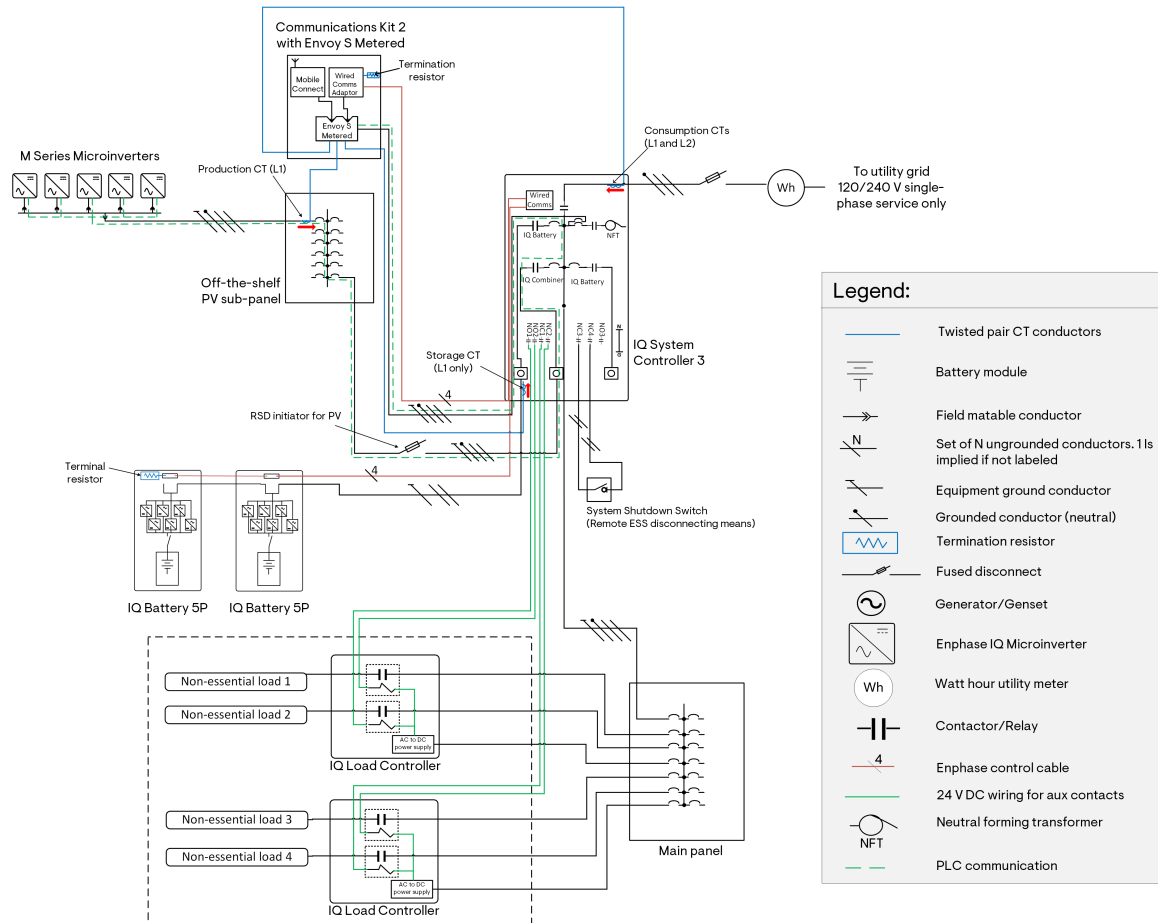 Communications Kit 2
with Envoy S Metered
Termination
resistor
Mobile
Connect
Wired
Comms
Adaptor
Envoy S
Metered
M Series Microinverters
Production CT (L1)
Consumption CTs
(L1 and L2)
Wh
To utility grid
120/240 V single-
phase service only
Wired
Comms
IQ Battery
NFT
IQ Combiner
IQ Battery
Off-the-shelf
PV sub-panel
NO1
NO2
NC1
NC2
NC3
NC4
NO3
N
IQ System
Controller 3
Storage CT
(L1 only)
4
RSD initiator for PV
Terminal
resistor
4
System Shutdown Switch
(Remote ESS disconnecting means)
IQ Battery 5P
IQ Battery 5P
Non-essential load 1
Non-essential load 2
AC to DC
power supply
IQ Load Controller
Non-essential load 3
Non-essential load 4
AC to DC
power supply
IQ Load Controller
Main panel
Legend:
Twisted pair CT conductors
Battery module
Field matable conductor
N
Set of N ungrounded conductors. 1 Is
implied if not labeled
Equipment ground conductor
Grounded conductor (neutral)
Termination resistor
Fused disconnect
Generator/Genset
Enphase IQ Microinverter
Wh
Watt hour utility meter
Contactor/Relay
4
Enphase control cable
24 V DC wiring for aux contacts
Neutral forming transformer
NFT
PLC communication